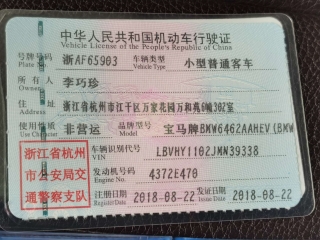 中华人民共和国机动车行驶证
Vehicle License of the People's Republic of China
号牌号码 浙AF65903 车辆类型 小型普通客车
Plate No. Vehicle Type
所有人 李巧珍
Owner
住址 浙江省杭州市江干区万家花园万和苑6幢302室
Address
使用性质 非营运 品牌型号 宝马牌BMW6462AAHEV(BMW
Use Character Model
浙江省杭州市公安局交通警察支队
车辆识别代号 LBVHY1102JMN39338
VIN
发动机号码 4372E470
Engine No.
注册日期 2018-08-22 发证日期 2018-08-22
Register Date Issue Date